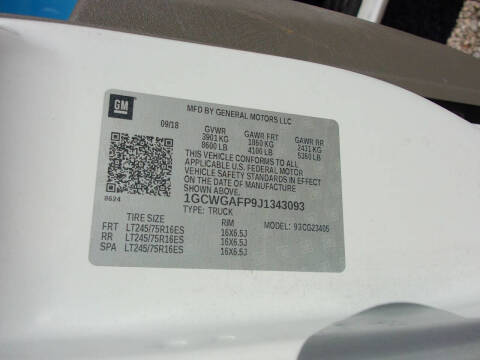 GM
MFD BY GENERAL MOTORS LLC
09/18 GVWR GAWR FRT GAWR RR
3901 KG 1860 KG 2431 KG
8600 LB 4100 LB 5360 LB
THIS VEHICLE CONFORMS TO ALL
APPLICABLE U.S. FEDERAL MOTOR
VEHICLE SAFETY STANDARDS IN EFFECT
ON THE DATE OF MANUFACTURE
SHOWN ABOVE.
8624 1GCWGAFP9J1343093
TYPE: TRUCK
TIRE SIZE RIM MODEL: 93CG23405
FRT LT245/75R16ES 16X6.5J
RR LT245/75R16ES 16X6.5J
SPA LT245/75R16ES 16X6.5J